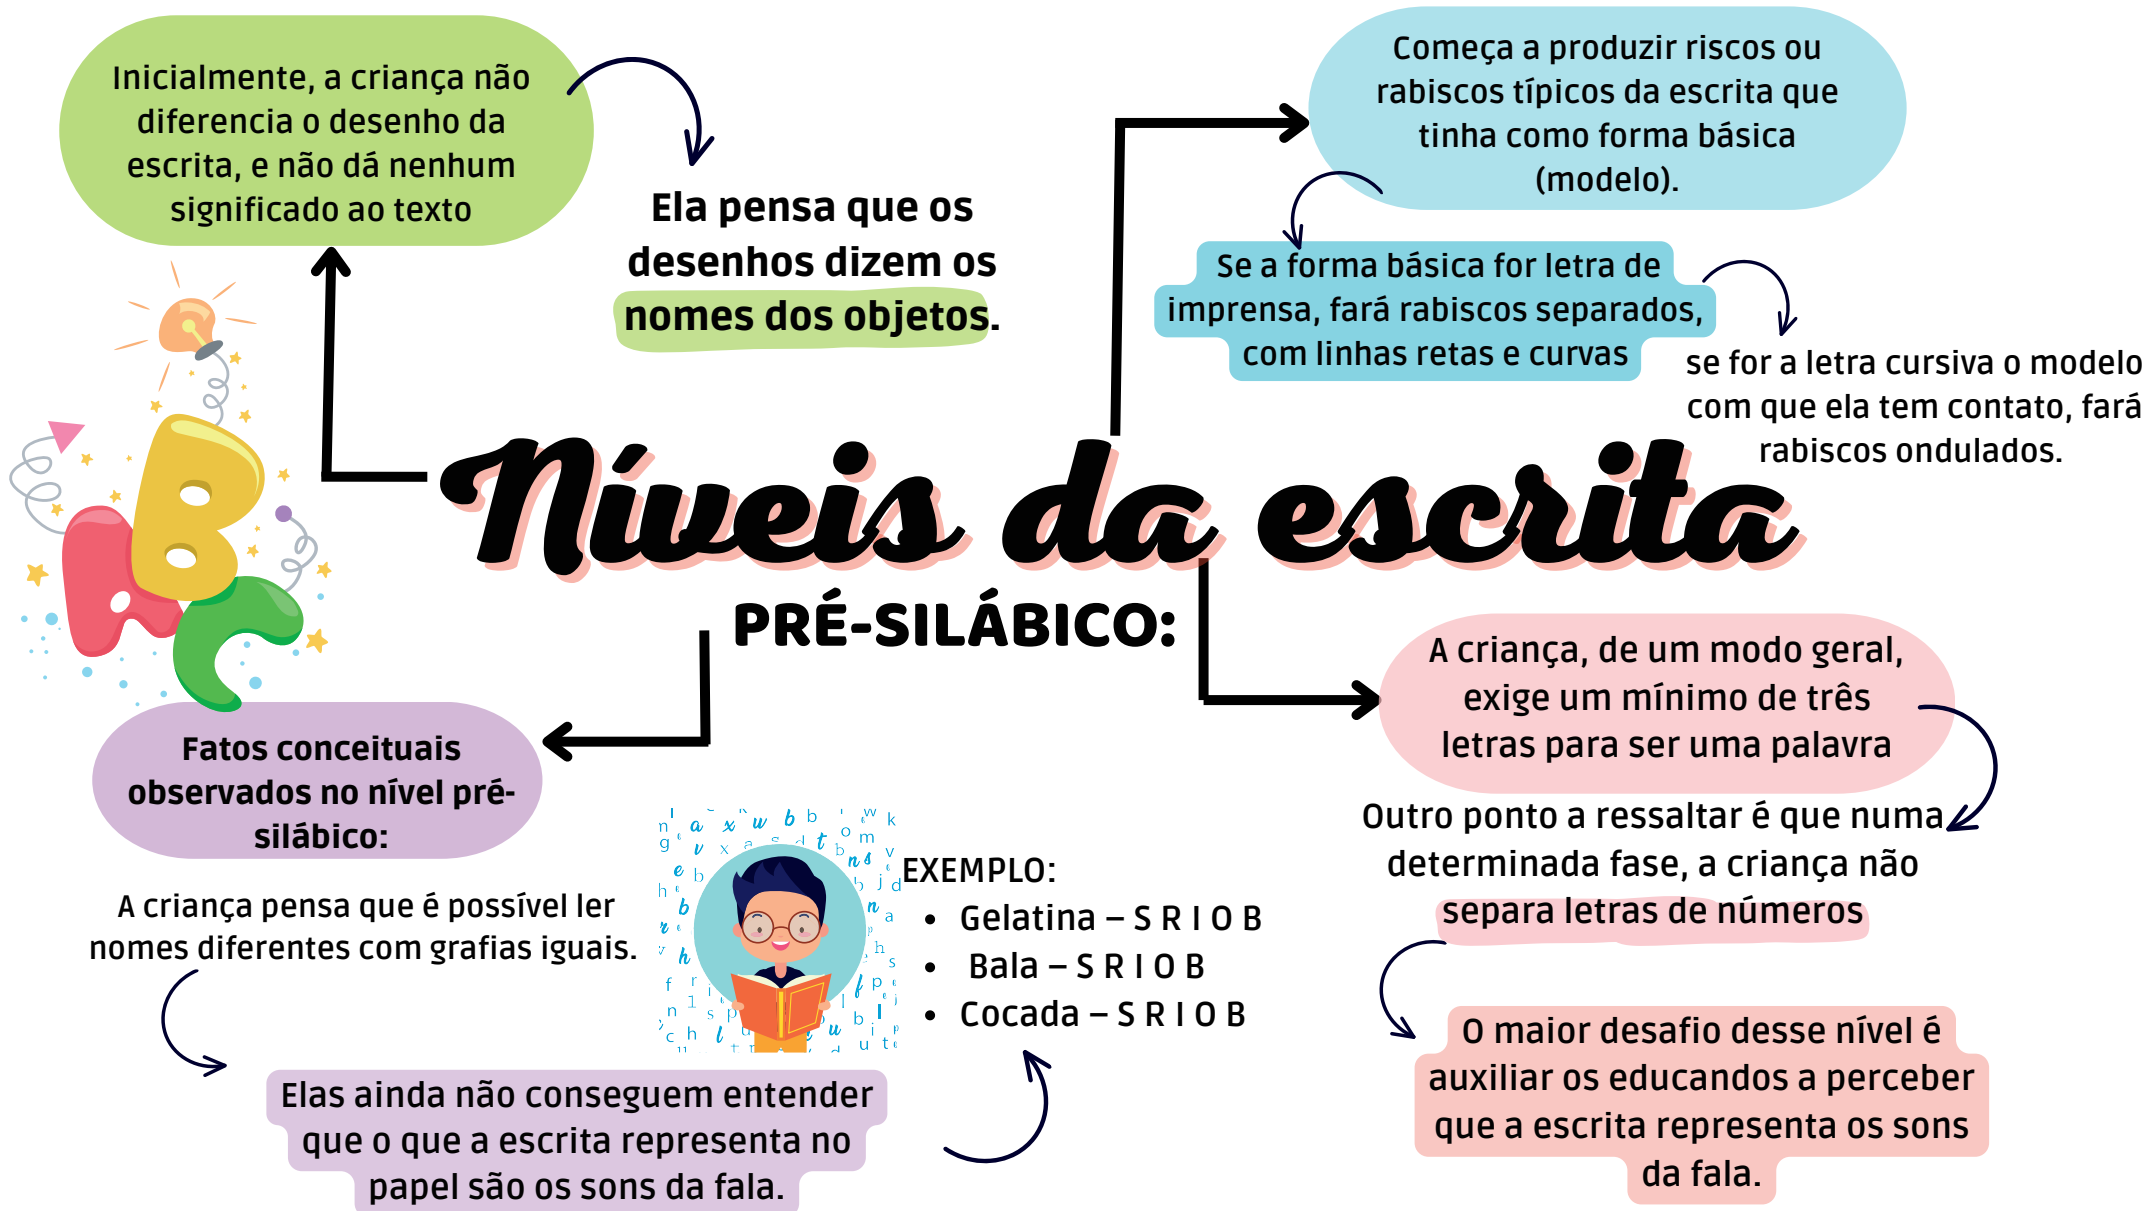 Inicialmente, a criança não
diferencia o desenho da
escrita, e não dá nenhum
significado ao texto
Ela pensa que os
desenhos dizem os
nomes dos objetos.
Começa a produzir riscos ou
rabiscos típicos da escrita que
tinha como forma básica
(modelo).
Se a forma básica for letra de
imprensa, fará rabiscos separados,
com linhas retas e curvas
se for a letra cursiva o modelo
com que ela tem contato, fará
rabiscos ondulados.
Níveis da escrita
PRÉ-SILÁBICO:
A criança, de um modo geral,
exige um mínimo de três
letras para ser uma palavra
Outro ponto a ressaltar é que numa
determinada fase, a criança não
separa letras de números
O maior desafio desse nível é
auxiliar os educandos a perceber
que a escrita representa os sons
da fala.
Fatos conceituais
observados no nível pré-
silábico:
A criança pensa que é possível ler
nomes diferentes com grafias iguais.
Elas ainda não conseguem entender
que o que a escrita representa no
papel são os sons da fala.
EXEMPLO:
• Gelatina – S R I O B
• Bala – S R I O B
• Cocada – S R I O B
ABC